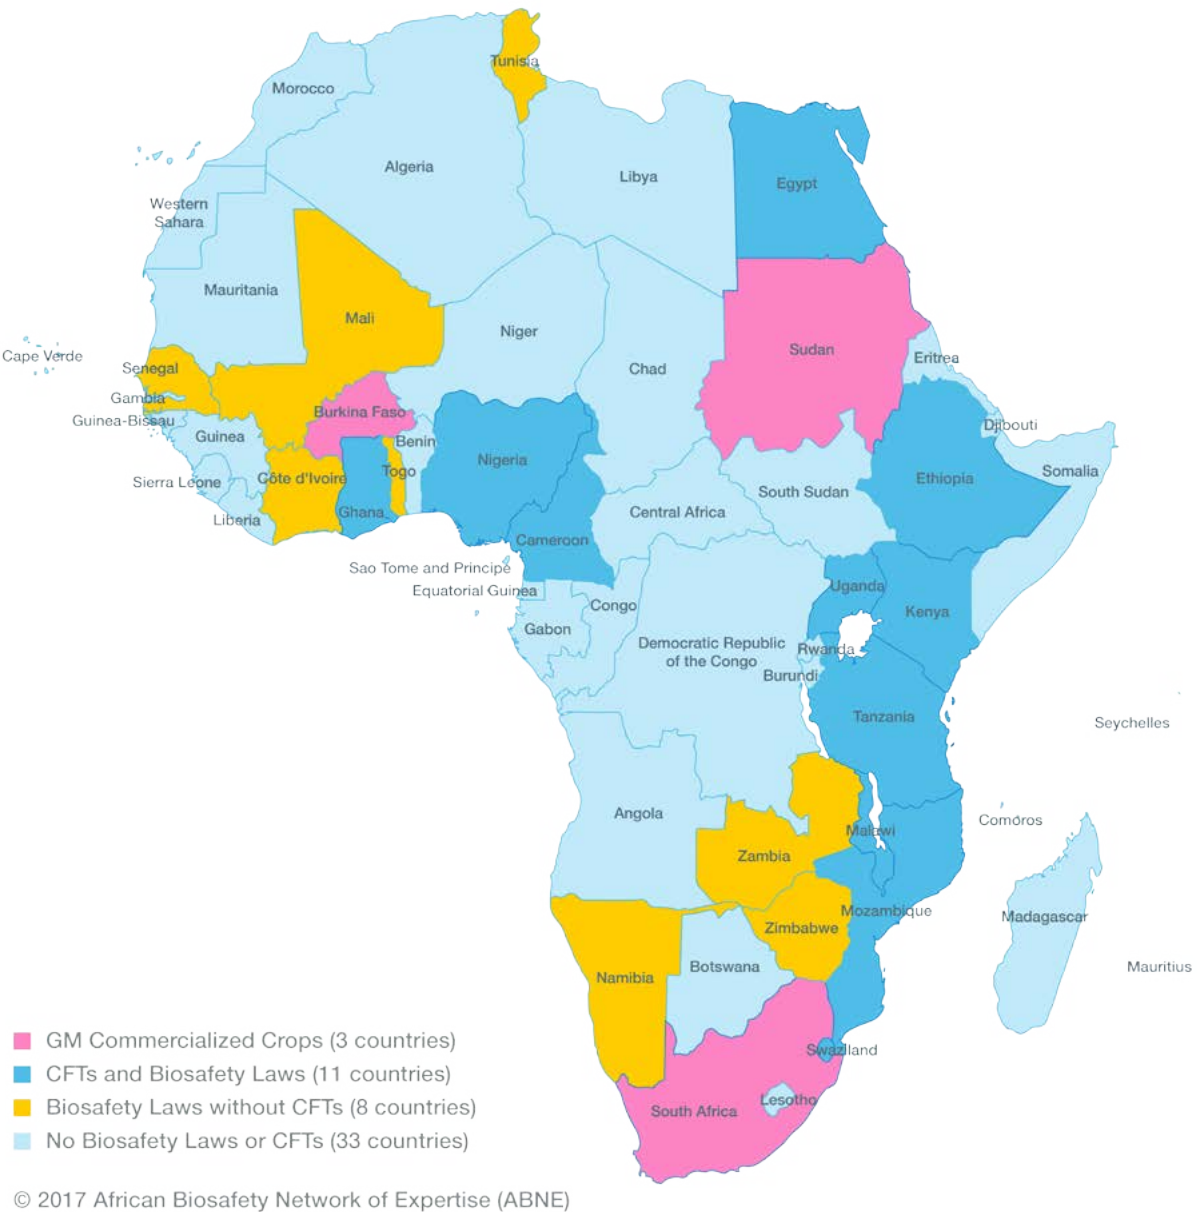 Tunisia
Morocco
Algeria
Libya
Egypt
Western
Sahara
Mauritania
Mali
Niger
Chad
Sudan
Eritrea
Cape Verde
Senegal
Gambia
Guinea-Bissau
Guinea
Burkina Faso
Benin
Djibouti
Sierra Leone
Côte d'Ivoire
Togo
Nigeria
South Sudan
Ethiopia
Somalia
Liberia
Ghana
Central Africa
Cameroon
Sao Tome and Principe
Equatorial Guinea
Congo
Uganda
Kenya
Gabon
Democratic Republic
of the Congo
Rwanda
Burundi
Tanzania
Seychelles
Angola
Malawi
Comoros
Zambia
Mozambique
Madagascar
Zimbabwe
Namibia
Botswana
Mauritius
Swaziland
Lesotho
South Africa
GM Commercialized Crops (3 countries)
CFTs and Biosafety Laws (11 countries)
Biosafety Laws without CFTs (8 countries)
No Biosafety Laws or CFTs (33 countries)
© 2017 African Biosafety Network of Expertise (ABNE)